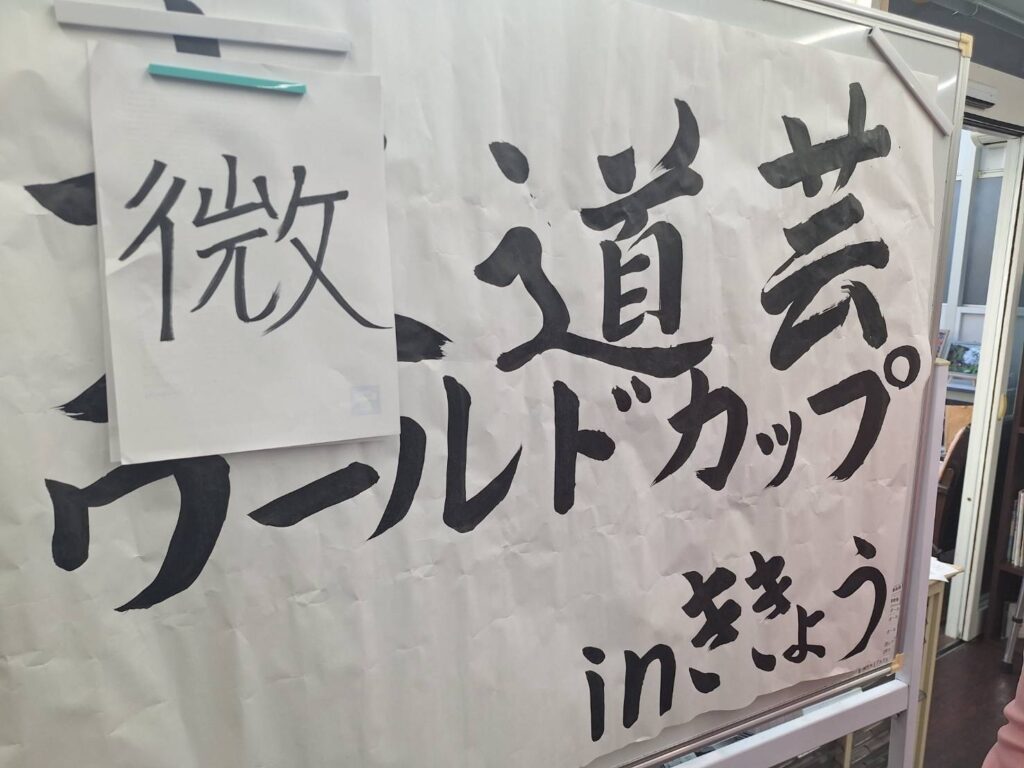 微道芸
ワールドカップ
inききょう